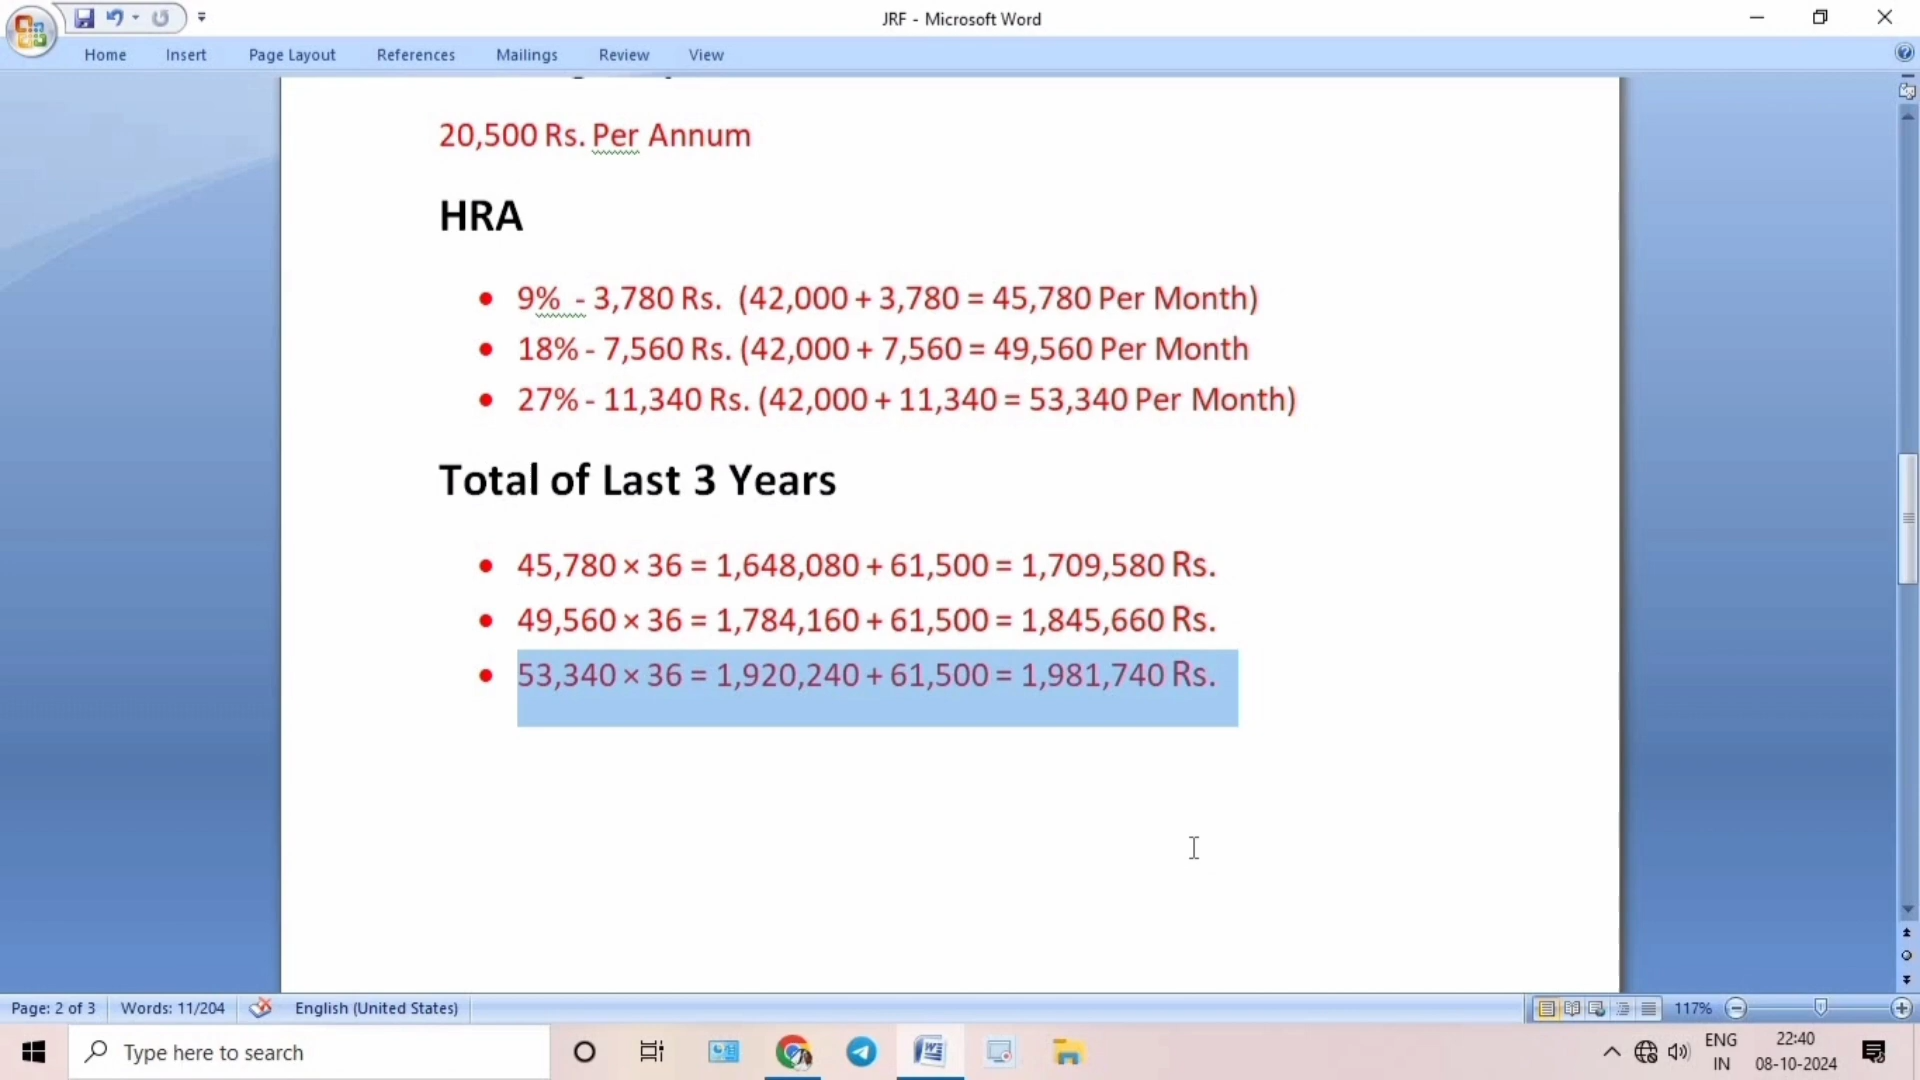 JRF - Microsoft Word
Home Insert Page Layout References Mailings Review View
20,500 Rs. Per Annum
HRA
• 9% - 3,780 Rs. (42,000 + 3,780 = 45,780 Per Month)
• 18% - 7,560 Rs. (42,000 + 7,560 = 49,560 Per Month
• 27% - 11,340 Rs. (42,000 + 11,340 = 53,340 Per Month)
Total of Last 3 Years
• 45,780 × 36 = 1,648,080 + 61,500 = 1,709,580 Rs.
• 49,560 × 36 = 1,784,160 + 61,500 = 1,845,660 Rs.
• 53,340 × 36 = 1,920,240 + 61,500 = 1,981,740 Rs.
Page: 2 of 3 Words: 11/204 English (United States) 117%
Type here to search
ENG 22:40
IN 08-10-2024